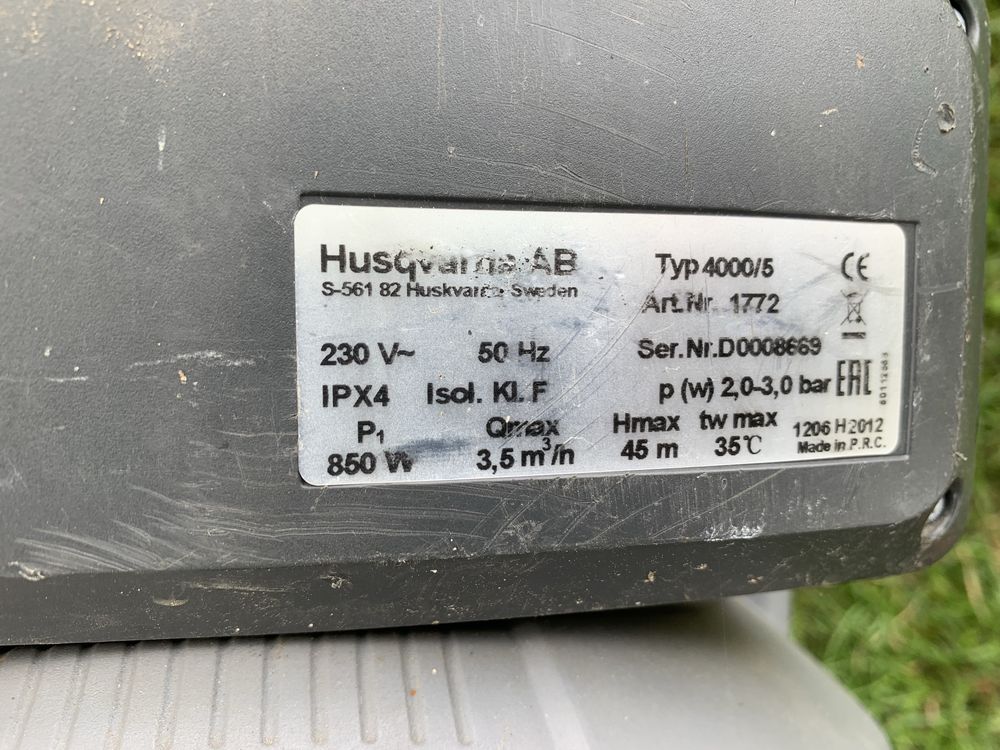 Husqvarna AB
S-561 82 Huskvarna Sweden
Typ 4000/5
Art.Nr. 1772
CE
230 V~ 50 Hz
Ser.Nr.D0008669
IPX4 Isol. Kl. F
p (w) 2,0-3,0 bar
EAC
P₁ Qmax Hmax tw max
850 W 3,5 m³/h 45 m 35℃
1206 H2012
Made in P.R.C.